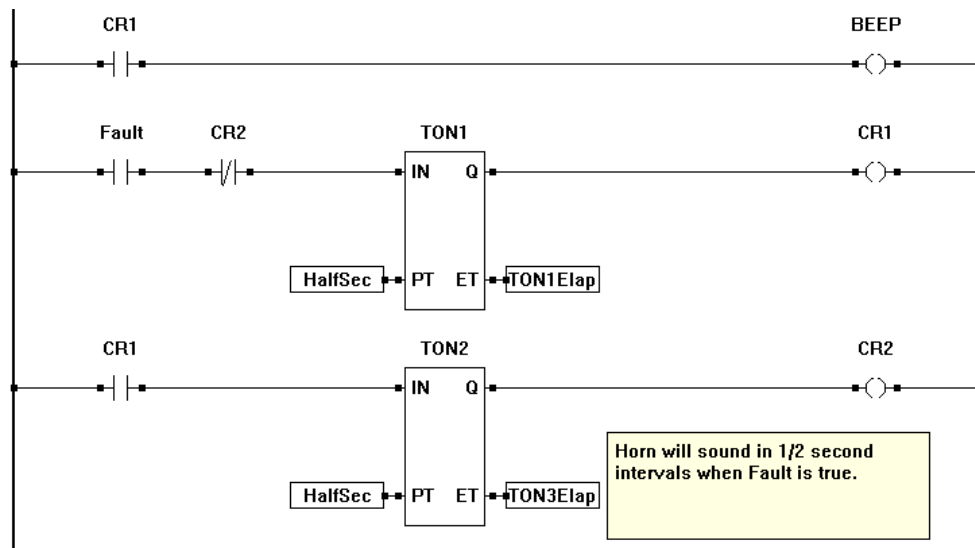 CR1 BEEP
Fault CR2 TON1 CR1
IN Q
HalfSec PT ET TON1Elap
CR1 TON2 CR2
IN Q
Horn will sound in 1/2 second
intervals when Fault is true.
HalfSec PT ET TON3Elap